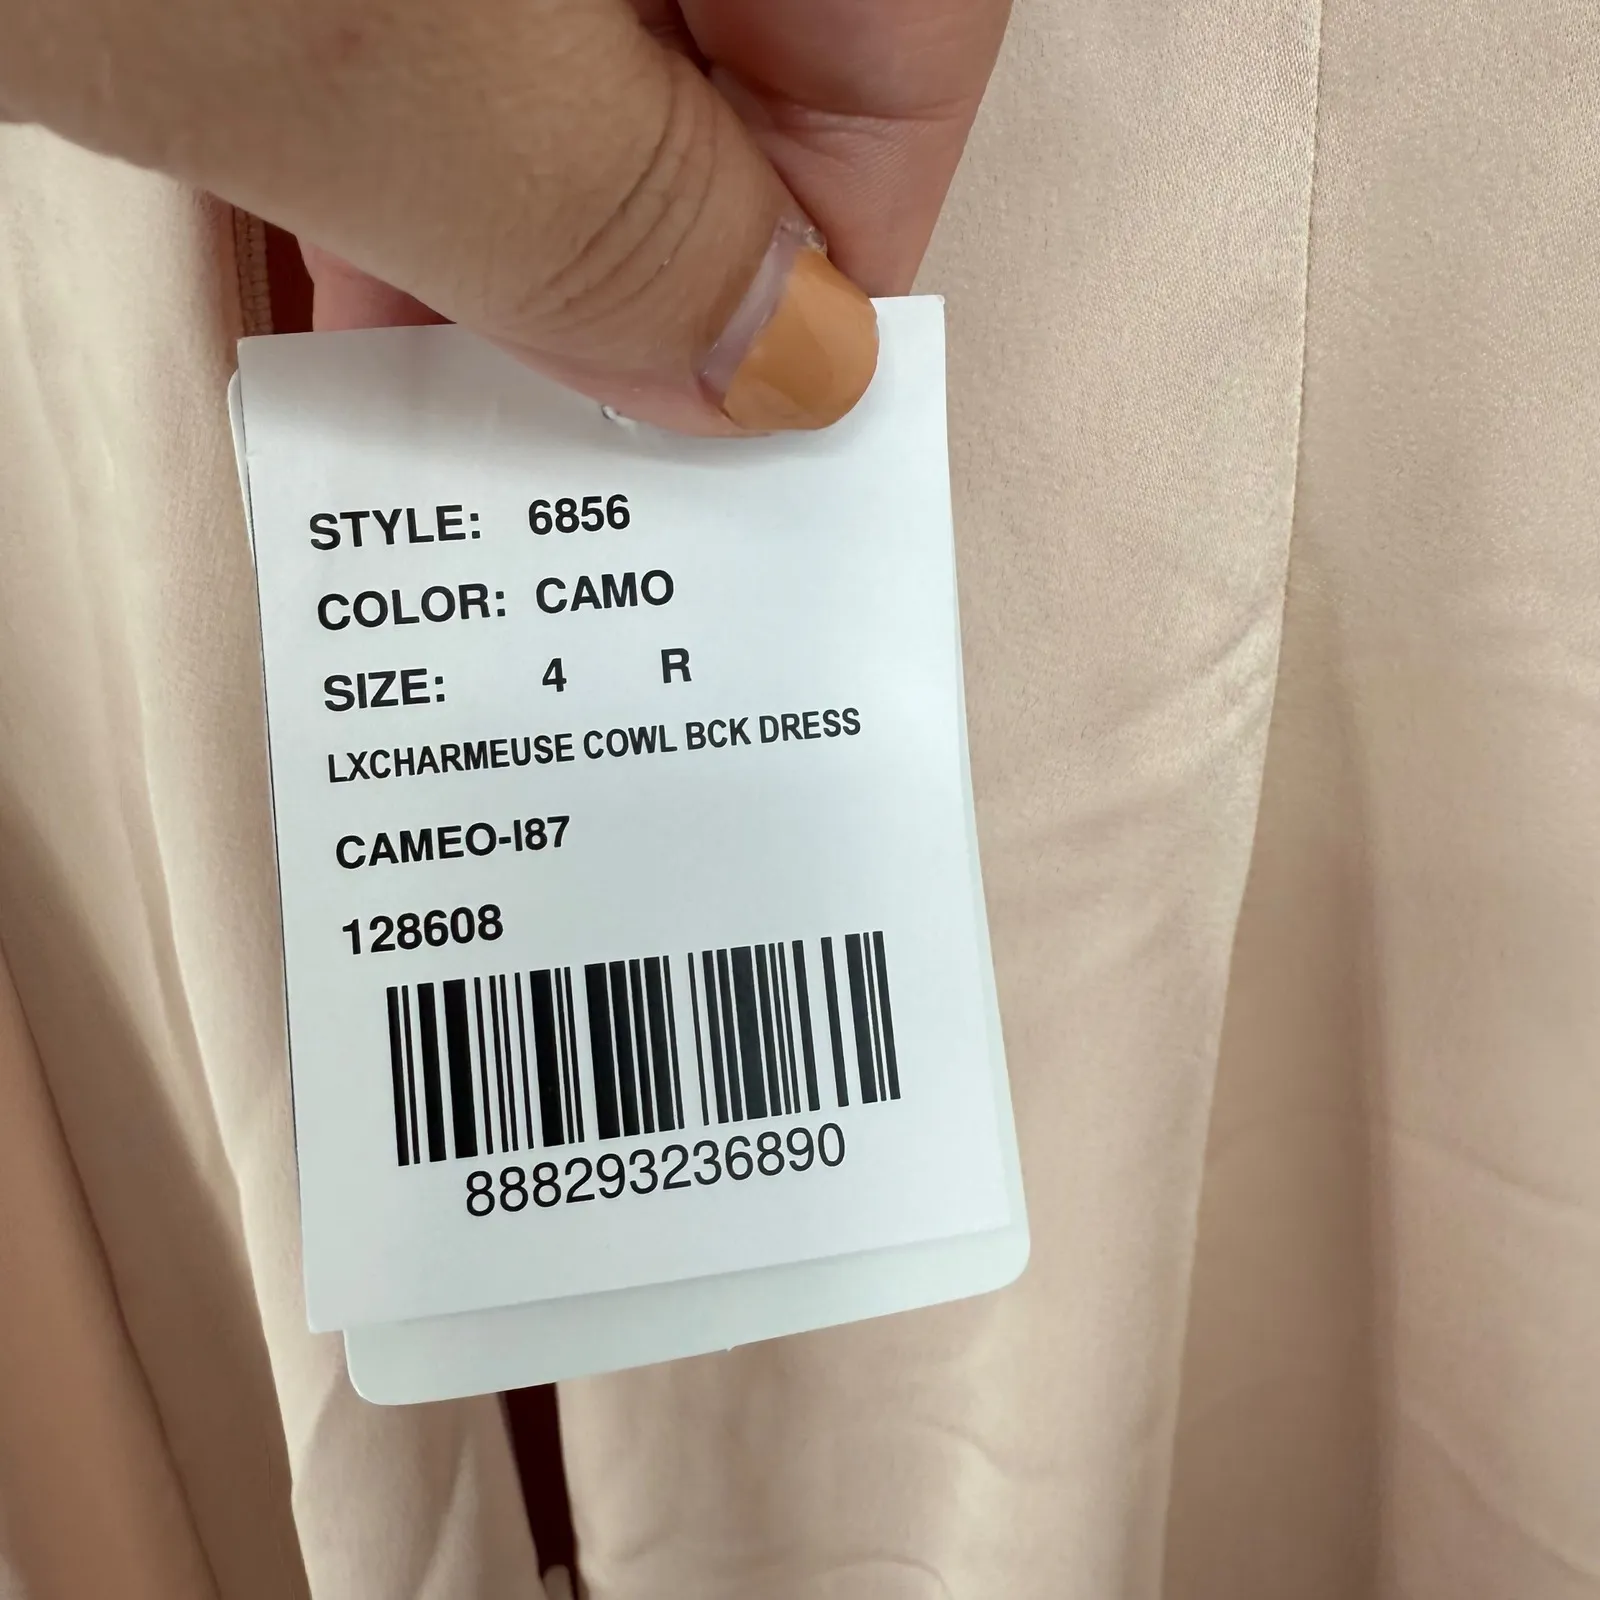 STYLE: 6856
COLOR: CAMO
SIZE: 4 R
LXCHARMEUSE COWL BCK DRESS
CAMEO-I87
128608
888293236890